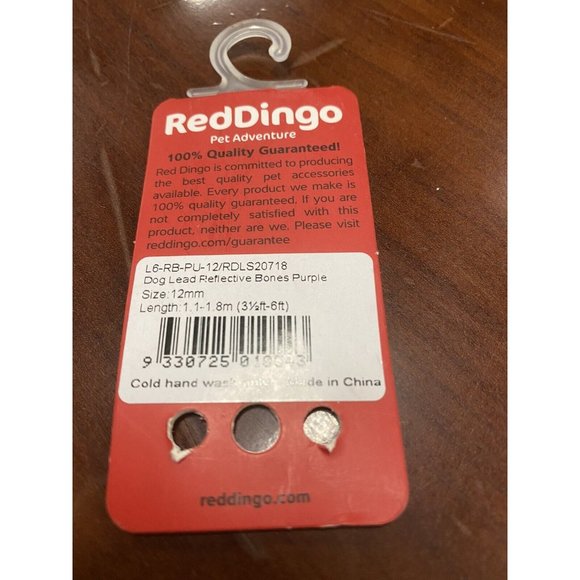 RedDingo
Pet Adventure
100% Quality Guaranteed!
Red Dingo is committed to producing
the best quality pet accessories
available. Every product we make is
100% quality guaranteed. If you are
not completely satisfied with this
product, neither are we. Please visit
reddingo.com/guarantee
L6-RB-PU-12/RDLS20718
Dog Lead Reflective Bones Purple
Size:12mm
Length:1.1-1.8m (3½ft-6ft)
9 330725
Cold hand in China
reddingo.com